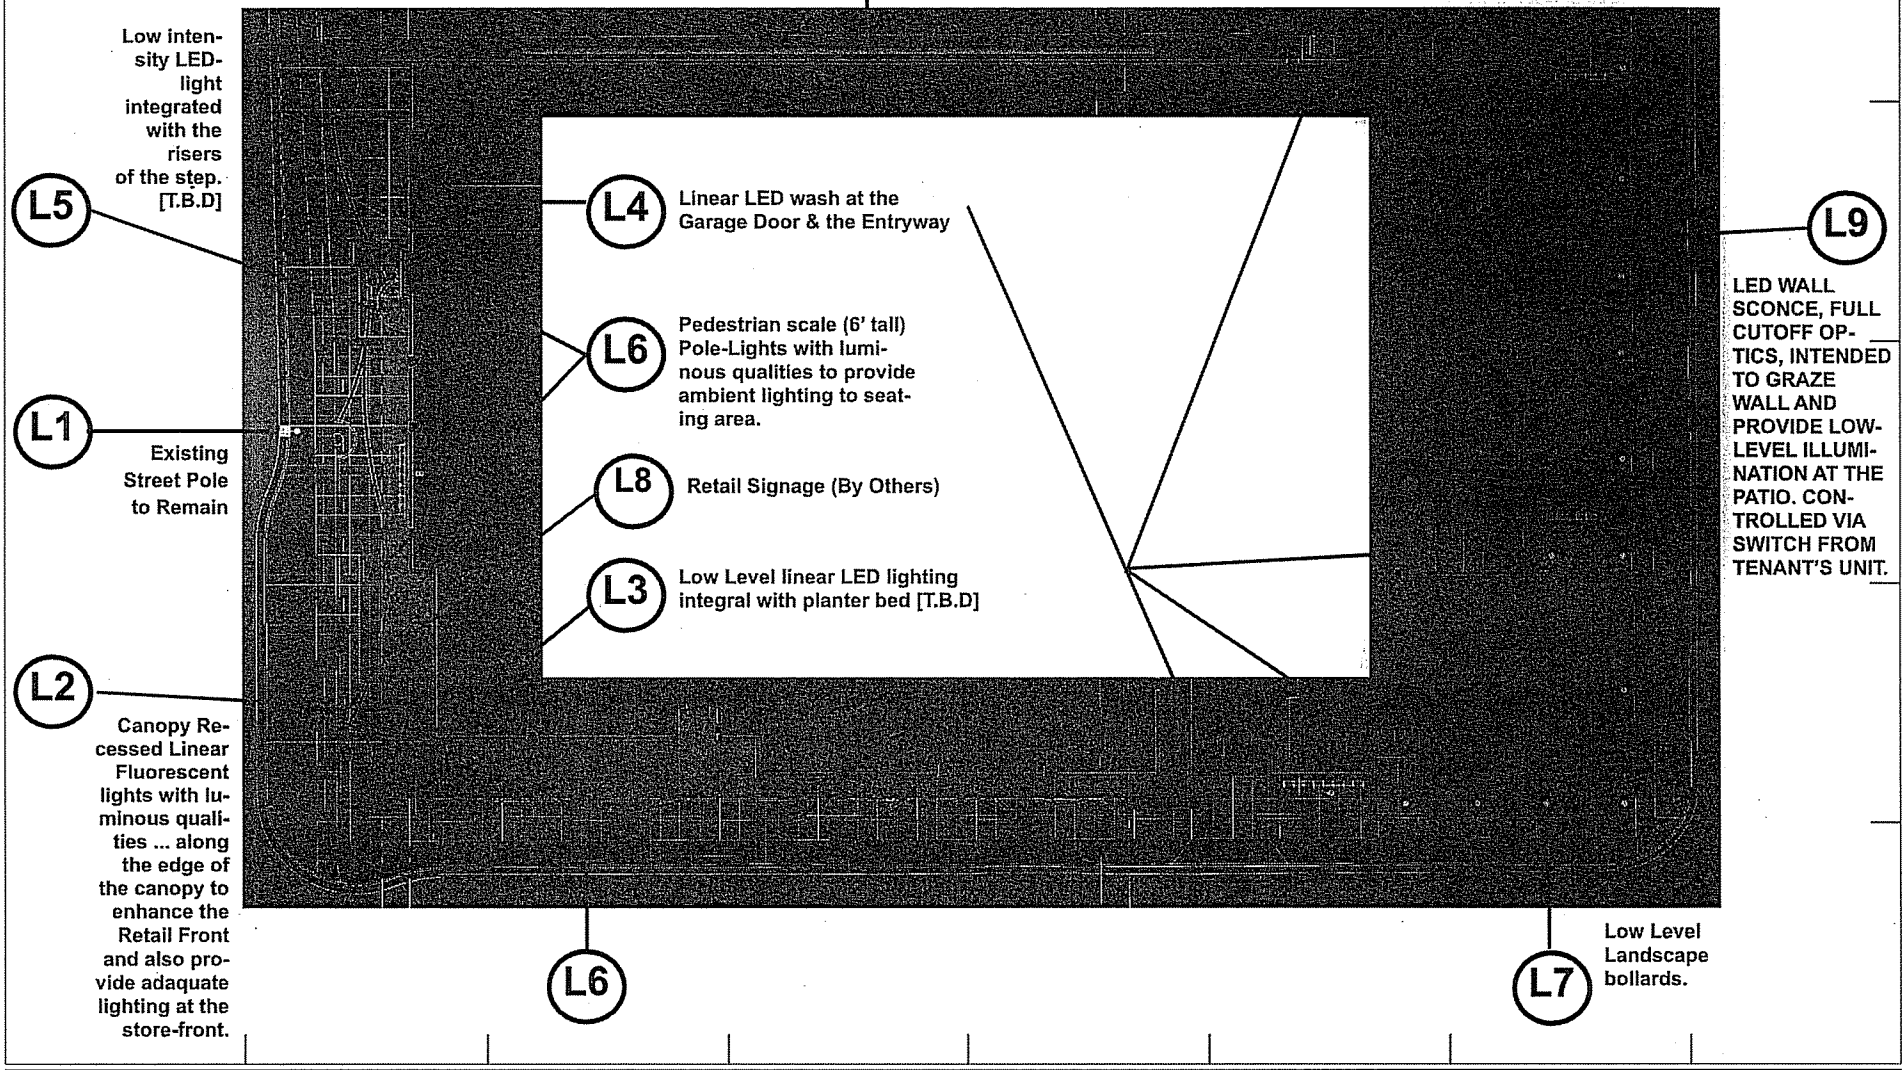 Low inten-
sity LED-
light
integrated
with the
risers
of the step.
[T.B.D]
L5
L1
Existing
Street Pole
to Remain
L2
Canopy Re-
cessed Linear
Fluorescent
lights with lu-
minous quali-
ties ... along
the edge of
the canopy to
enhance the
Retail Front
and also pro-
vide adaquate
lighting at the
store-front.
L4
Linear LED wash at the
Garage Door & the Entryway
L6
Pedestrian scale (6' tall)
Pole-Lights with lumi-
nous qualities to provide
ambient lighting to seat-
ing area.
L8
Retail Signage (By Others)
L3
Low Level linear LED lighting
integral with planter bed [T.B.D]
L9
LED WALL
SCONCE, FULL
CUTOFF OP-
TICS, INTENDED
TO GRAZE
WALL AND
PROVIDE LOW-
LEVEL ILLUMI-
NATION AT THE
PATIO. CON-
TROLLED VIA
SWITCH FROM
TENANT'S UNIT.
L6
L7
Low Level
Landscape
bollards.